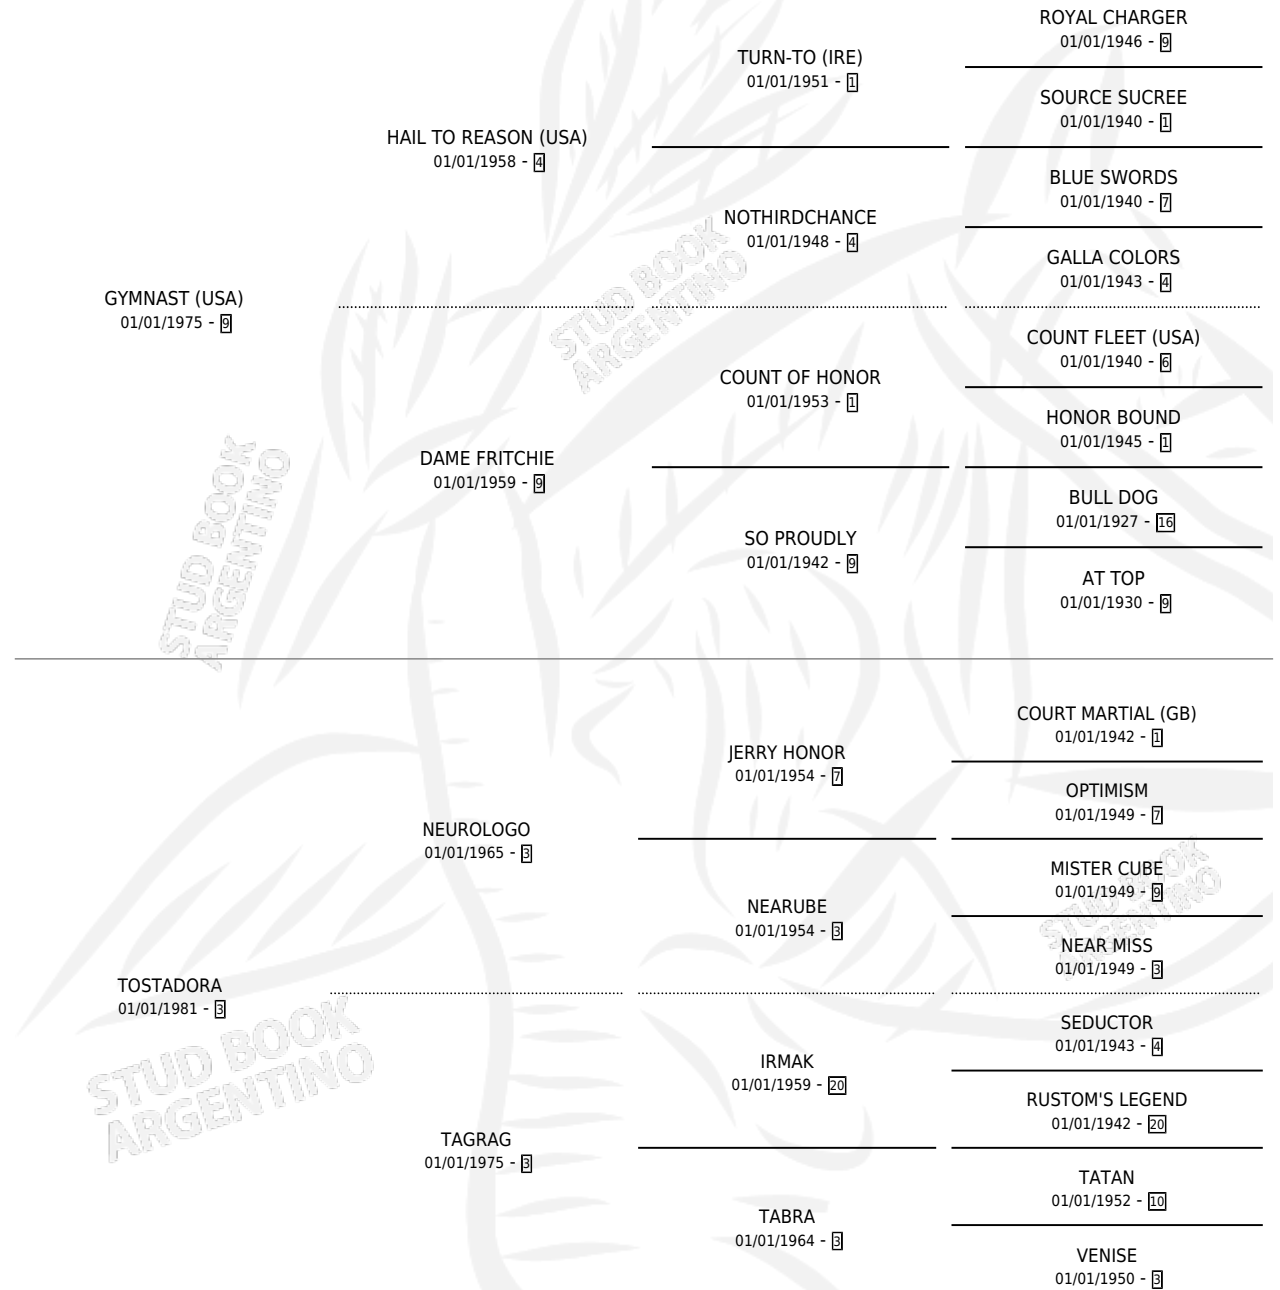 ROYAL CHARGER
01/01/1946 - 9
TURN-TO (IRE)
01/01/1951 - 1
SOURCE SUCREE
01/01/1940 - 1
HAIL TO REASON (USA)
01/01/1958 - 4
BLUE SWORDS
01/01/1940 - 7
NOTHIRDCHANCE
01/01/1948 - 4
GALLA COLORS
01/01/1943 - 4
GYMNAST (USA)
01/01/1975 - 9
STUD BOOK
ARGENTINO
COUNT FLEET (USA)
01/01/1940 - 6
COUNT OF HONOR
01/01/1953 - 1
HONOR BOUND
01/01/1945 - 1
DAME FRITCHIE
01/01/1959 - 9
BULL DOG
01/01/1927 - 16
SO PROUDLY
01/01/1942 - 9
AT TOP
01/01/1930 - 9
STUD BOOK
ARGENTINO
COURT MARTIAL (GB)
01/01/1942 - 1
JERRY HONOR
01/01/1954 - 7
OPTIMISM
01/01/1949 - 7
NEUROLOGO
01/01/1965 - 3
MISTER CUBE
01/01/1949 - 9
NEARUBE
01/01/1954 - 3
STUD BOOK
ARGENTINO
NEAR MISS
01/01/1949 - 3
TOSTADORA
01/01/1981 - 3
SEDUCTOR
01/01/1943 - 4
IRMAK
01/01/1959 - 20
STUD BOOK
ARGENTINO
RUSTOM'S LEGEND
01/01/1942 - 20
TAGRAG
01/01/1975 - 3
TATAN
01/01/1952 - 10
TABRA
01/01/1964 - 3
VENISE
01/01/1950 - 3